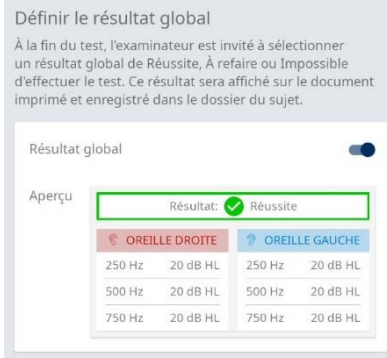 Définir le résultat global
À la fin du test, l'examinateur est invité à sélectionner
un résultat global de Réussite, À refaire ou Impossible
d'effectuer le test. Ce résultat sera affiché sur le document
imprimé et enregistré dans le dossier du sujet.
Résultat global
Aperçu
Résultat: Réussite
OREILLE DROITE OREILLE GAUCHE
250 Hz 20 dB HL 250 Hz 20 dB HL
500 Hz 20 dB HL 500 Hz 20 dB HL
750 Hz 20 dB HL 750 Hz 20 dB HL